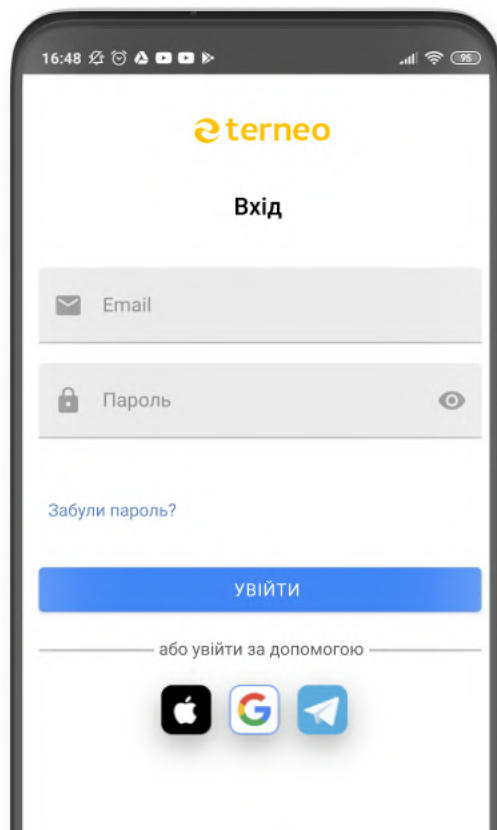 16:48
95
terneo
Вхід
Email
Пароль
Забули пароль?
УВІЙТИ
або увійти за допомогою